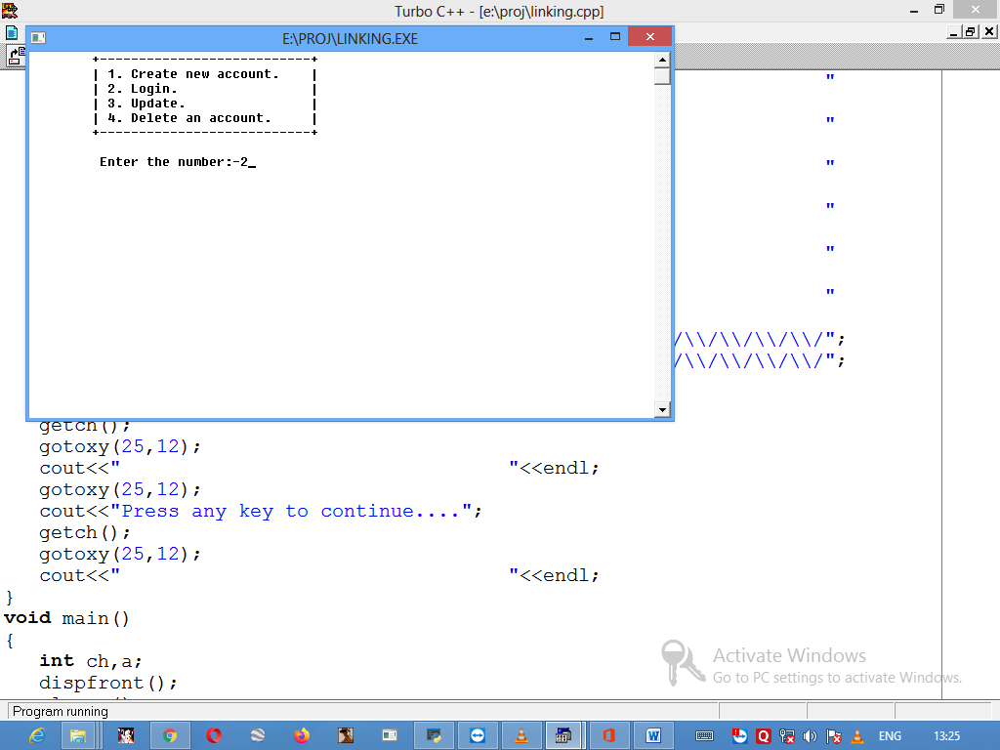 Turbo C++ - [e:\proj\linking.cpp]
E:\PROJ\LINKING.EXE
+---------------------------+
| 1. Create new account.    |
| 2. Login.                 |
| 3. Update.                |
| 4. Delete an account.     |
+---------------------------+
Enter the number:-2_
"
"
"
"
"
"
/\\/\\/\\/\\/";
/\\/\\/\\/\\/";
getch();
gotoxy(25,12);
cout<<"                                 "<<endl;
gotoxy(25,12);
cout<<"Press any key to continue....";
getch();
gotoxy(25,12);
cout<<"                                 "<<endl;
}
void main()
{
int ch,a;
dispfront();
Activate Windows
Go to PC settings to activate Windows.
Program running
ENG
13:25